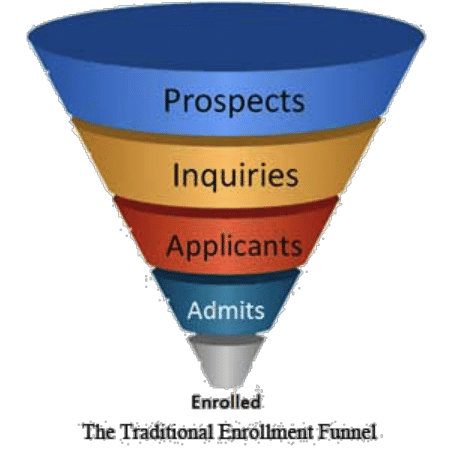 Prospects
Inquiries
Applicants
Admits
Enrolled
The Traditional Enrollment Funnel